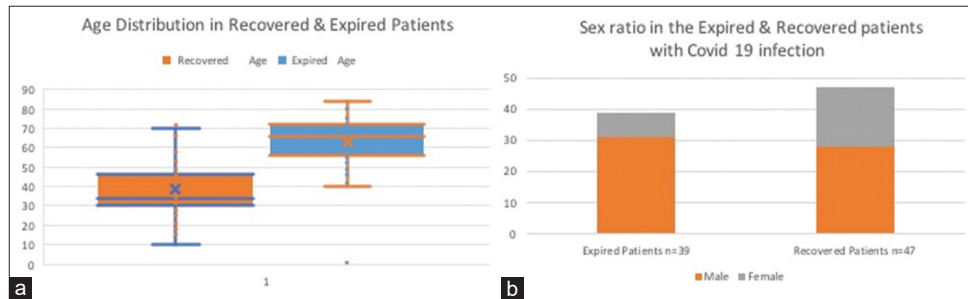 Age Distribution in Recovered & Expired Patients
Recovered Age Expired Age
90
80
70
60
50
40
30
20
10
0
1
a
Sex ratio in the Expired & Recovered patients
with Covid 19 infection
50
40
30
20
10
0
Expired Patients n=39 Recovered Patients n=47
Male Female
b